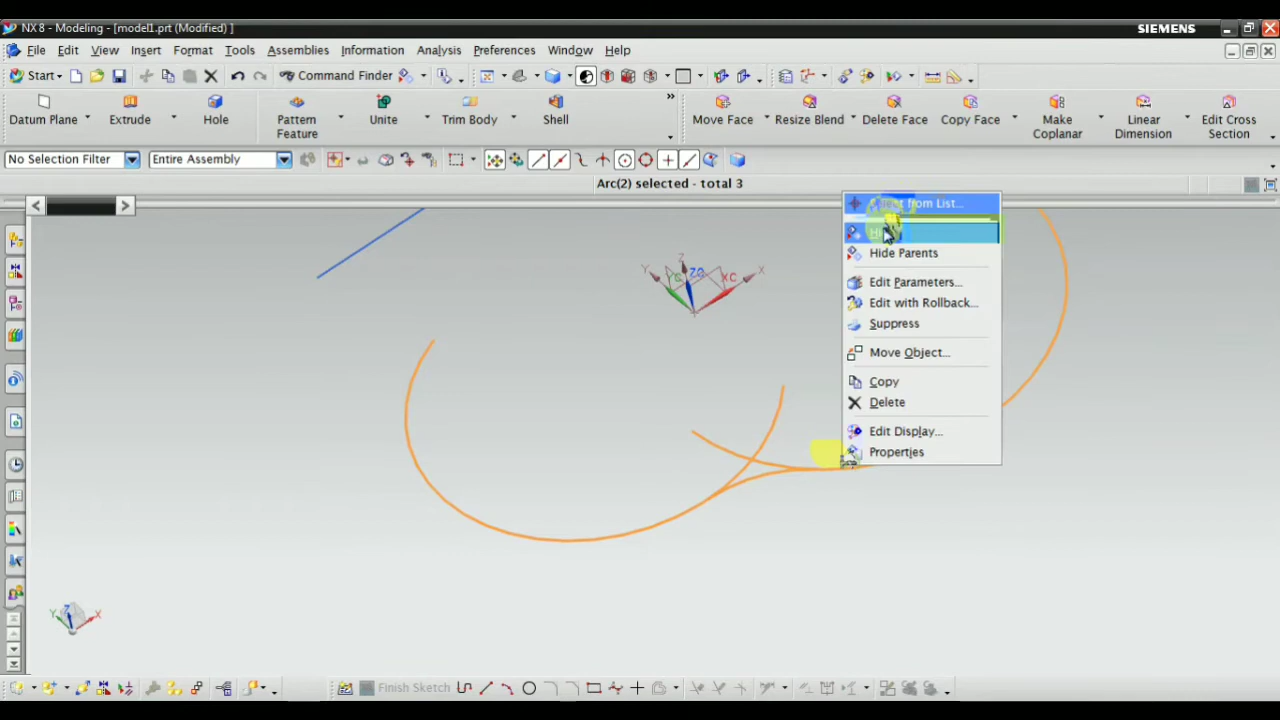 NX 8 - Modeling - [model1.prt (Modified) ]
SIEMENS
File Edit View Insert Format Tools Assemblies Information Analysis Preferences Window Help
Start Command Finder
Datum Plane Extrude Hole Pattern Feature Unite Trim Body Shell Move Face Resize Blend Delete Face Copy Face Make Coplanar Linear Dimension Edit Cross Section
No Selection Filter Entire Assembly
Arc(2) selected - total 3
from List...
Hide Parents
Edit Parameters...
Edit with Rollback...
Suppress
Move Object...
Copy
Delete
Edit Display...
Properties
Y Z X
XC
Y Z X
Finish Sketch